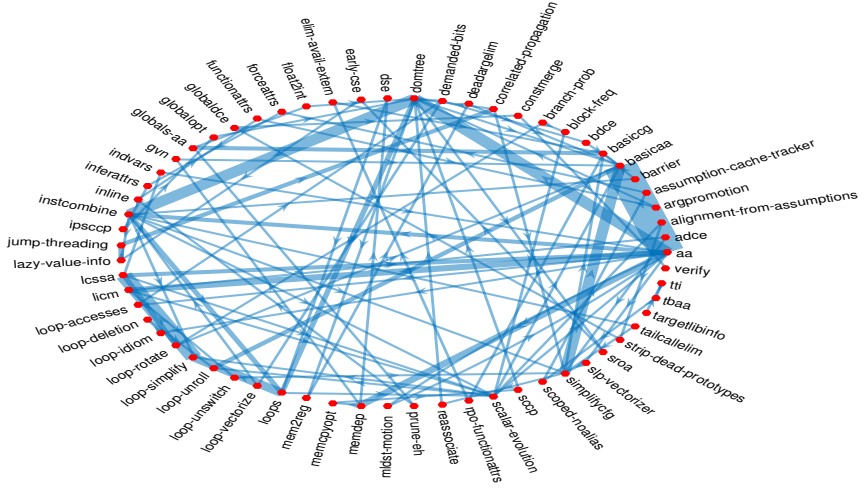 elim-avail-extern
early-cse
dse
domtree
demanded-bits
deadargelim
correlated-propagation
constmerge
branch-prob
block-freq
bdce
basiccg
basicaa
barrier
assumption-cache-tracker
argpromotion
alignment-from-assumptions
adce
aa
verify
tti
tbaa
targetlibinfo
tailcallelim
strip-dead-prototypes
sroa
slp-vectorizer
simplifycfg
scoped-noalias
sccp
scalar-evolution
rpo-functionattrs
reassociate
prune-eh
mldst-motion
memdep
memcpyopt
mem2reg
loops
loop-vectorize
loop-unswitch
loop-unroll
loop-simplify
loop-rotate
loop-idiom
loop-deletion
loop-accesses
licm
lcssa
lazy-value-info
jump-threading
ipsccp
instcombine
inline
inferattrs
indvars
gvn
globals-aa
globalopt
globaldce
functionattrs
forceattrs
float2int